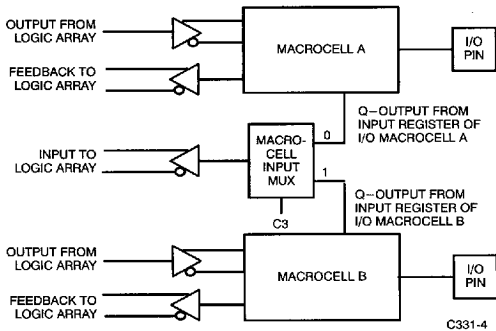 OUTPUT FROM
LOGIC ARRAY
MACROCELL A
I/O
PIN
FEEDBACK TO
LOGIC ARRAY
Q–OUTPUT FROM
INPUT REGISTER OF
I/O MACROCELL A
0
MACRO-
CELL
INPUT
MUX
INPUT TO
LOGIC ARRAY
1
Q–OUTPUT FROM
INPUT REGISTER OF
I/O MACROCELL B
C3
OUTPUT FROM
LOGIC ARRAY
MACROCELL B
I/O
PIN
FEEDBACK TO
LOGIC ARRAY
C331-4